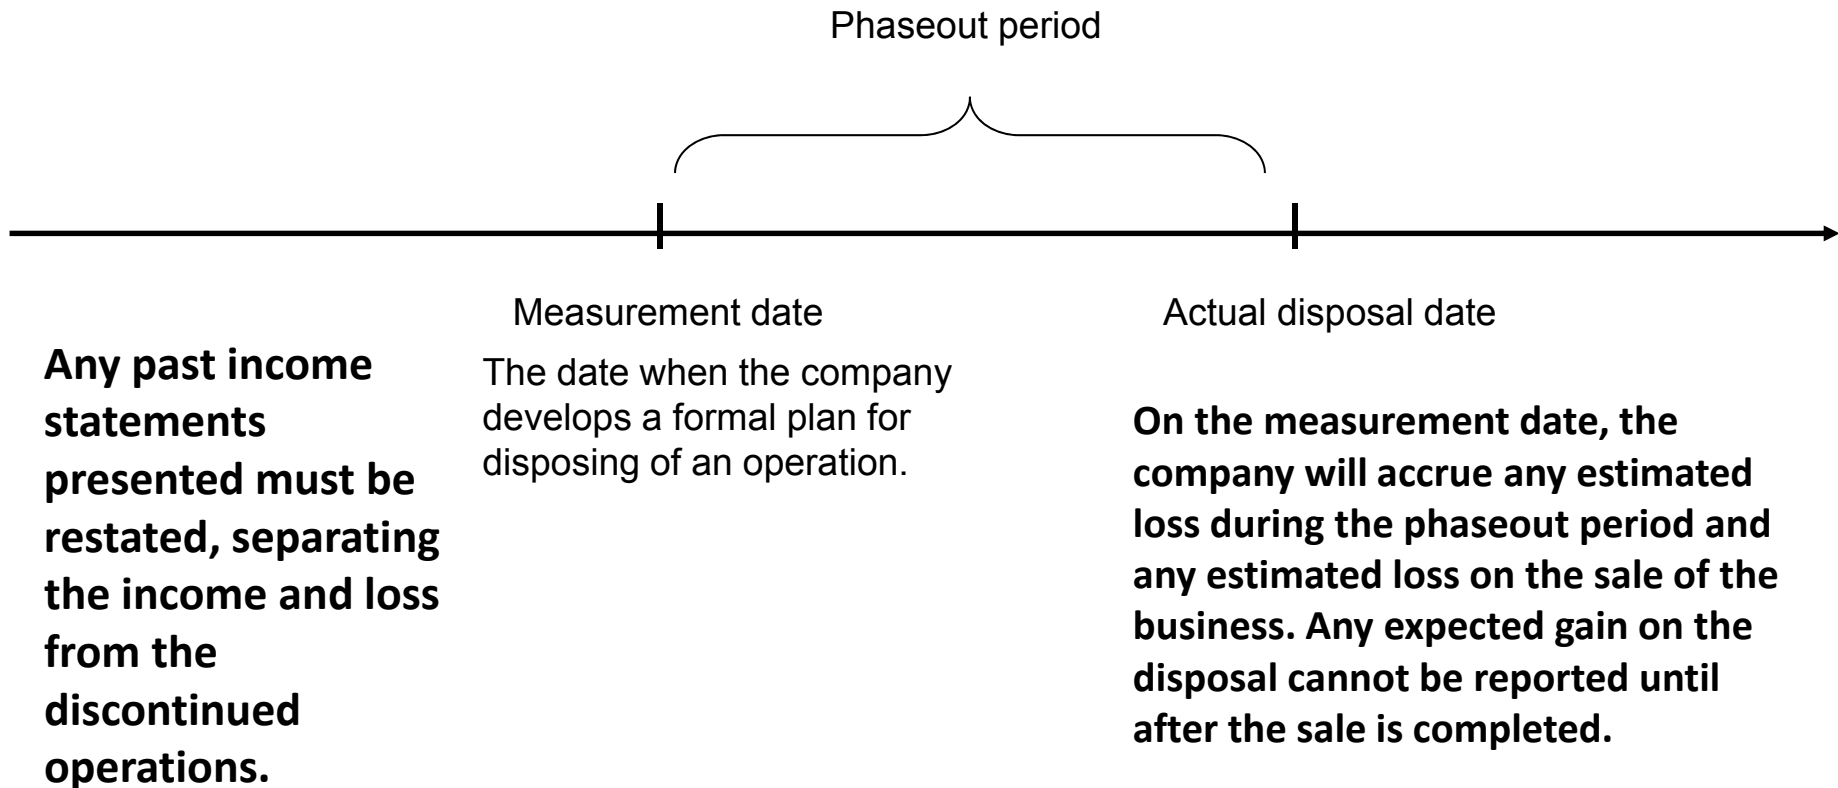 Phaseout period
Measurement date
Actual disposal date
Any past income
statements
presented must be
restated, separating
the income and loss
from the
discontinued
operations.
The date when the company
develops a formal plan for
disposing of an operation.
On the measurement date, the
company will accrue any estimated
loss during the phaseout period and
any estimated loss on the sale of the
business. Any expected gain on the
disposal cannot be reported until
after the sale is completed.